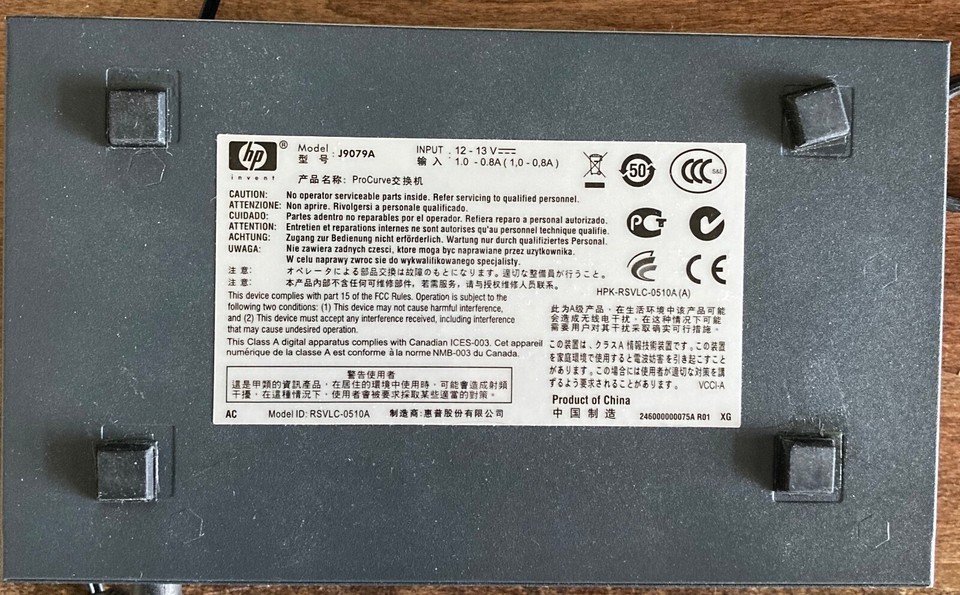 hp ®
invent
Model : J9079A
型 号
INPUT : 12 - 13 V
输 入 : 1.0 - 0.8A ( 1,0 - 0,8A )
产品名称: ProCurve交换机
50
CCC S&E
CAUTION: No operator serviceable parts inside. Refer servicing to qualified personnel.
ATTENZIONE: Non aprire. Rivolgersi a personale qualificado.
CUIDADO: Partes adentro no reparables por el operador. Refiera reparo a personal autorizado.
ATTENTION: Entretien et reparations internes ne sont autorises qu'au personnel technique qualifie.
ACHTUNG: Zugang zur Bedienung nicht erförderlich. Wartung nur durch qualifiziertes Personal.
UWAGA: Nie zawiera zadnych czesci, ktore moga byc naprawiane przez uzytkownika.
W celu naprawy zwroc sie do wykwalifikowanego specjalisty.
注 意: オペレータによる部品交換は故障のもとになります。適切な整備員が行うこと。
注 意: 本产品内部不含任何可维修部件，若需服务，请与授权维修人员联系。
PCT
CE
HPK-RSVLC-0510A (A)
This device complies with part 15 of the FCC Rules. Operation is subject to the
following two conditions: (1) This device may not cause harmful interference,
and (2) This device must accept any interference received, including interference
that may cause undesired operation.
This Class A digital apparatus complies with Canadian ICES-003. Cet appareil
numérique de la classe A est conforme à la norme NMB-003 du Canada.
警告使用者
這是甲類的資訊產品，在居住的環境中使用時，可能會造成射頻
干擾，在這種情況下，使用者會被要求採取某些適當的對策。
AC
Model ID: RSVLC-0510A
制造商:惠普股份有限公司
此为A级产品，在生活环境中该产品可能
会造成无线电干扰，在这种情况下可能
需要用户对其干扰采取确实可行措施。
この装置は、クラスA情報技術装置です。この装置
を家庭環境で使用すると電波妨害を引き起こすこと
があります。この場合には使用者が適切な対策を講
ずるよう要求されることがあります。 VCCI-A
Product of China
中 国 制 造
246000000075A R01 XG